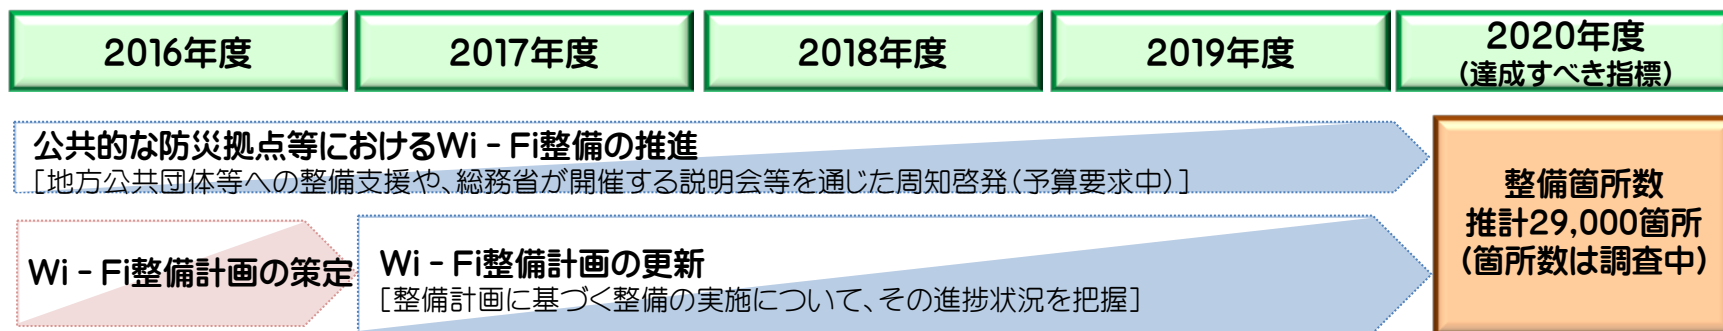 2016年度
2017年度
2018年度
2019年度
2020年度
(達成すべき指標)
公共的な防災拠点等におけるWi‐Fi整備の推進
[地方公共団体等への整備支援や、総務省が開催する説明会等を通じた周知啓発(予算要求中)]
Wi‐Fi整備計画の策定
Wi‐Fi整備計画の更新
[整備計画に基づく整備の実施について、その進捗状況を把握]
整備箇所数
推計29,000箇所
(箇所数は調査中)